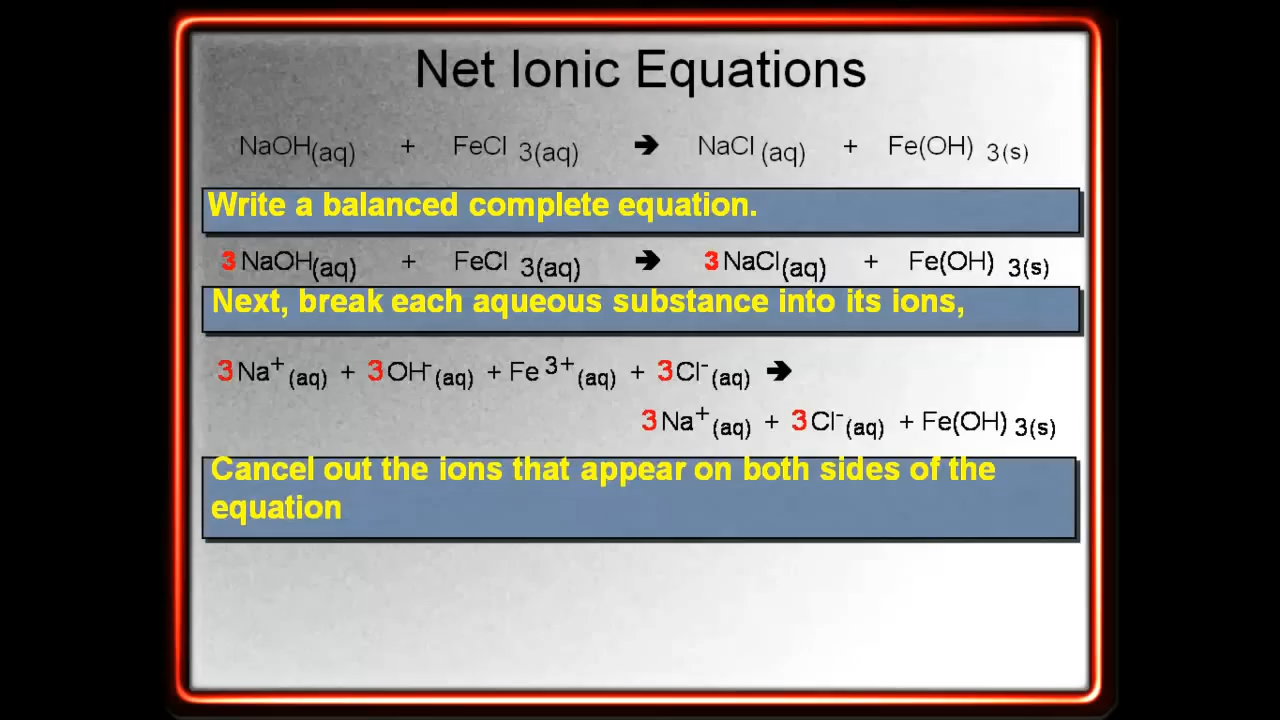 Net Ionic Equations
NaOH(aq) + FeCl 3(aq) ➔ NaCl (aq) + Fe(OH) 3(s)
Write a balanced complete equation.
3 NaOH(aq) + FeCl 3(aq) ➔ 3 NaCl(aq) + Fe(OH) 3(s)
Next, break each aqueous substance into its ions,
3 Na+ (aq) + 3 OH- (aq) + Fe 3+ (aq) + 3 Cl- (aq) ➔
3 Na+ (aq) + 3 Cl- (aq) + Fe(OH) 3(s)
Cancel out the ions that appear on both sides of the
equation